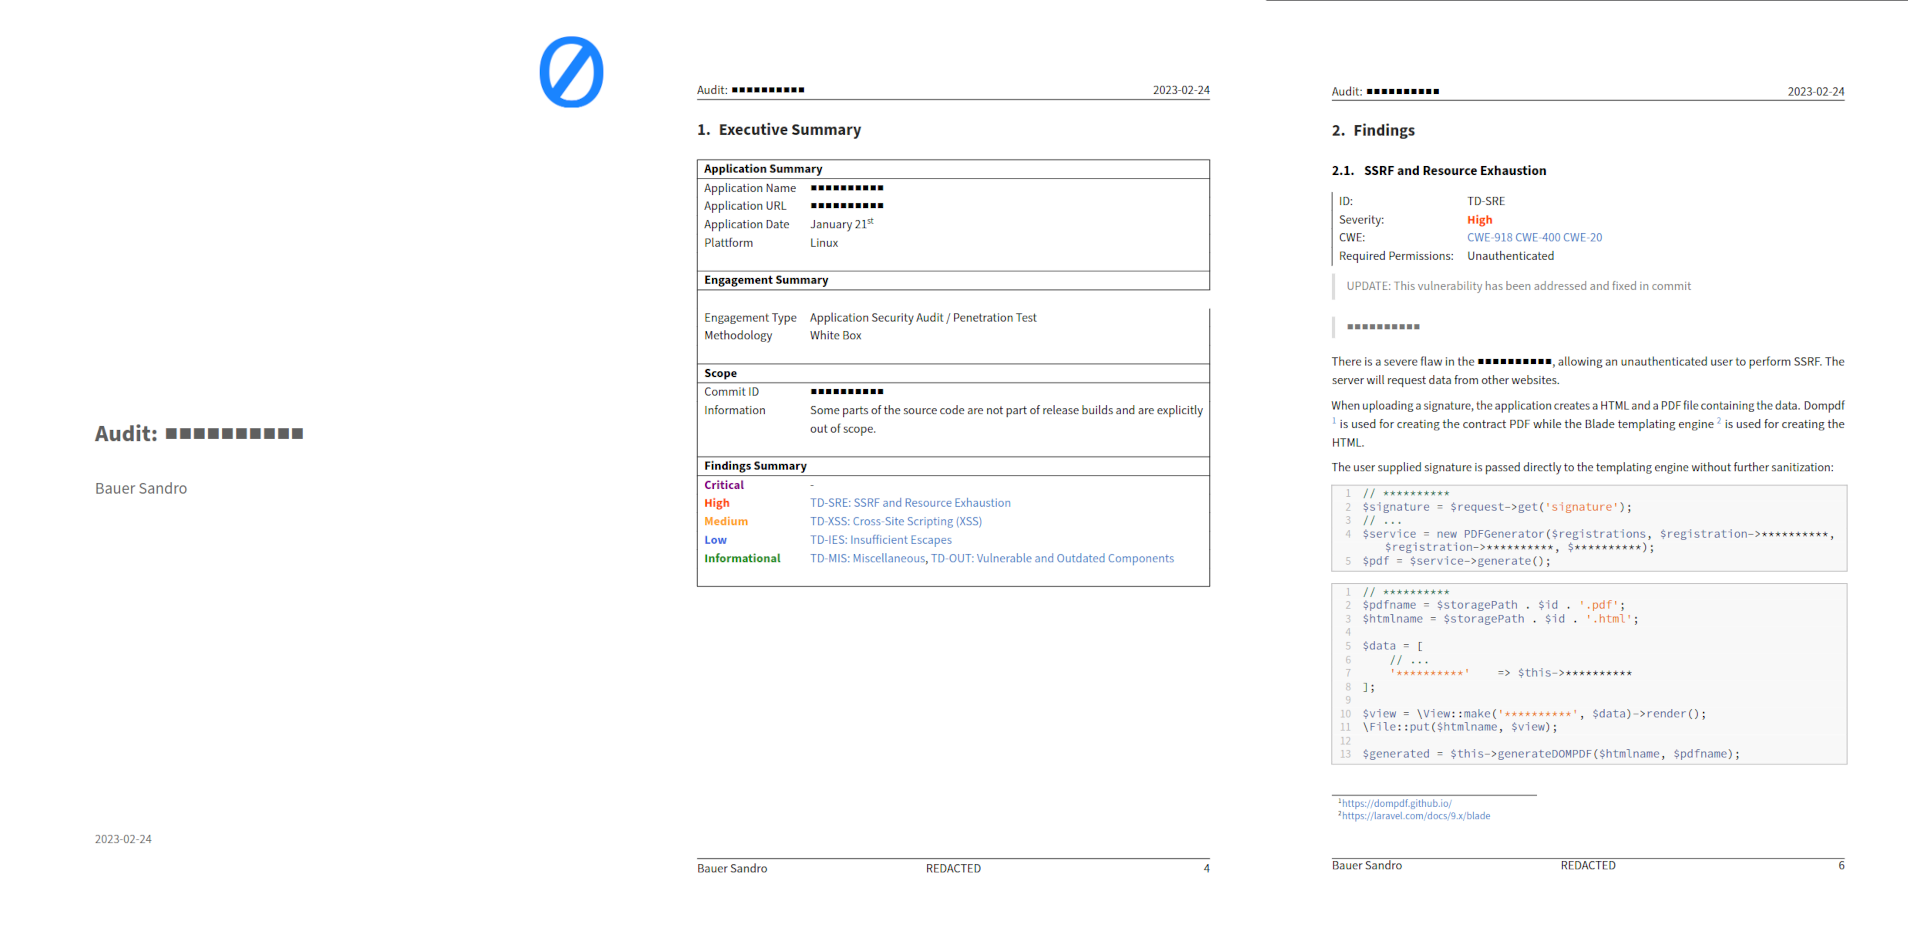 Audit: ▪▪▪▪▪▪▪▪▪▪
Bauer Sandro
2023-02-24
Audit: ▪▪▪▪▪▪▪▪▪▪ 2023-02-24
1. Executive Summary
Application Summary
Application Name ▪▪▪▪▪▪▪▪▪▪
Application URL ▪▪▪▪▪▪▪▪▪▪
Application Date January 21st
Plattform Linux
Engagement Summary
Engagement Type Application Security Audit / Penetration Test
Methodology White Box
Scope
Commit ID ▪▪▪▪▪▪▪▪▪▪
Information Some parts of the source code are not part of release builds and are explicitly
out of scope.
Findings Summary
Critical -
High TD-SRE: SSRF and Resource Exhaustion
Medium TD-XSS: Cross-Site Scripting (XSS)
Low TD-IES: Insufficient Escapes
Informational TD-MIS: Miscellaneous, TD-OUT: Vulnerable and Outdated Components
Bauer Sandro REDACTED 4
Audit: ▪▪▪▪▪▪▪▪▪▪ 2023-02-24
2. Findings
2.1. SSRF and Resource Exhaustion
ID: TD-SRE
Severity: High
CWE: CWE-918 CWE-400 CWE-20
Required Permissions: Unauthenticated
UPDATE: This vulnerability has been addressed and fixed in commit
▪▪▪▪▪▪▪▪▪▪
There is a severe flaw in the ▪▪▪▪▪▪▪▪▪▪, allowing an unauthenticated user to perform SSRF. The
server will request data from other websites.
When uploading a signature, the application creates a HTML and a PDF file containing the data. Dompdf
1 is used for creating the contract PDF while the Blade templating engine 2 is used for creating the
HTML.
The user supplied signature is passed directly to the templating engine without further sanitization:
1 // **********
2 $signature = $request->get('signature');
3 // ...
4 $service = new PDFGenerator($registrations, $registration->**********,
$registration->**********, $**********);
5 $pdf = $service->generate();
1 // **********
2 $pdfname = $storagePath . $id . '.pdf';
3 $htmlname = $storagePath . $id . '.html';
4
5 $data = [
6 // ...
7 '**********' => $this->**********
8 ];
9
10 $view = \View::make('**********', $data)->render();
11 \File::put($htmlname, $view);
12
13 $generated = $this->generateDOMPDF($htmlname, $pdfname);
1https://dompdf.github.io/
2https://laravel.com/docs/9.x/blade
Bauer Sandro REDACTED 6